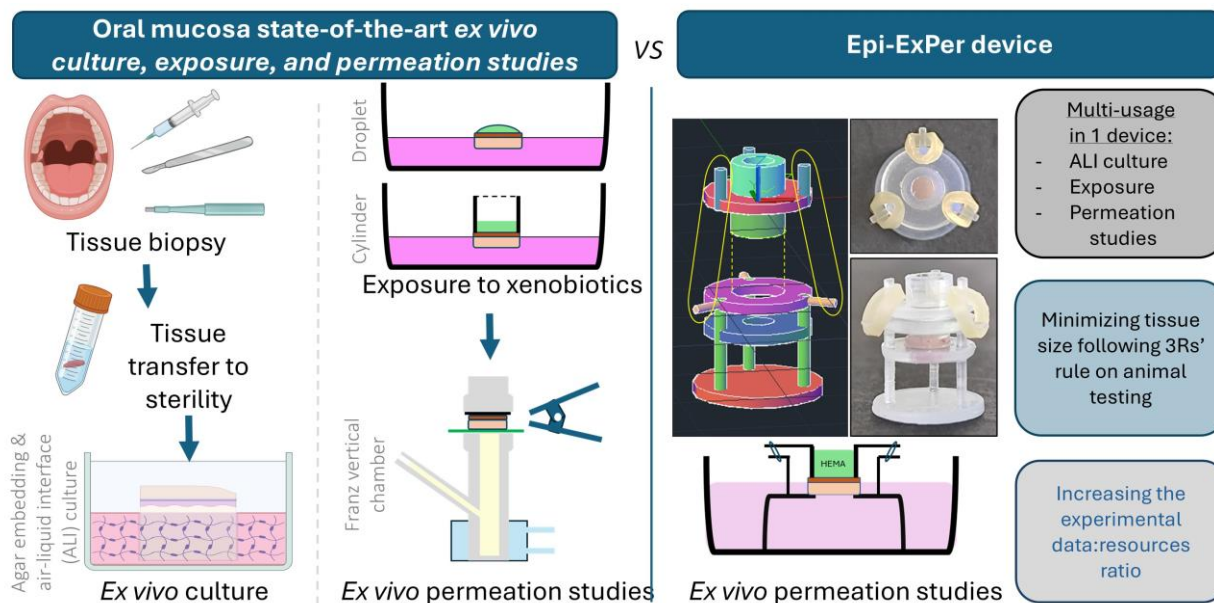 Oral mucosa state-of-the-art ex vivo
culture, exposure, and permeation studies
VS
Epi-ExPer device
Tissue biopsy
Tissue
transfer to
sterility
Agar embedding &
air-liquid interface
(ALI) culture
Ex vivo culture
Droplet
Cylinder
Exposure to xenobiotics
Franz vertical
chamber
Ex vivo permeation studies
HEMA
Ex vivo permeation studies
Multi-usage
in 1 device:
- ALI culture
- Exposure
- Permeation
studies
Minimizing tissue
size following 3Rs’
rule on animal
testing
Increasing the
experimental
data:resources
ratio